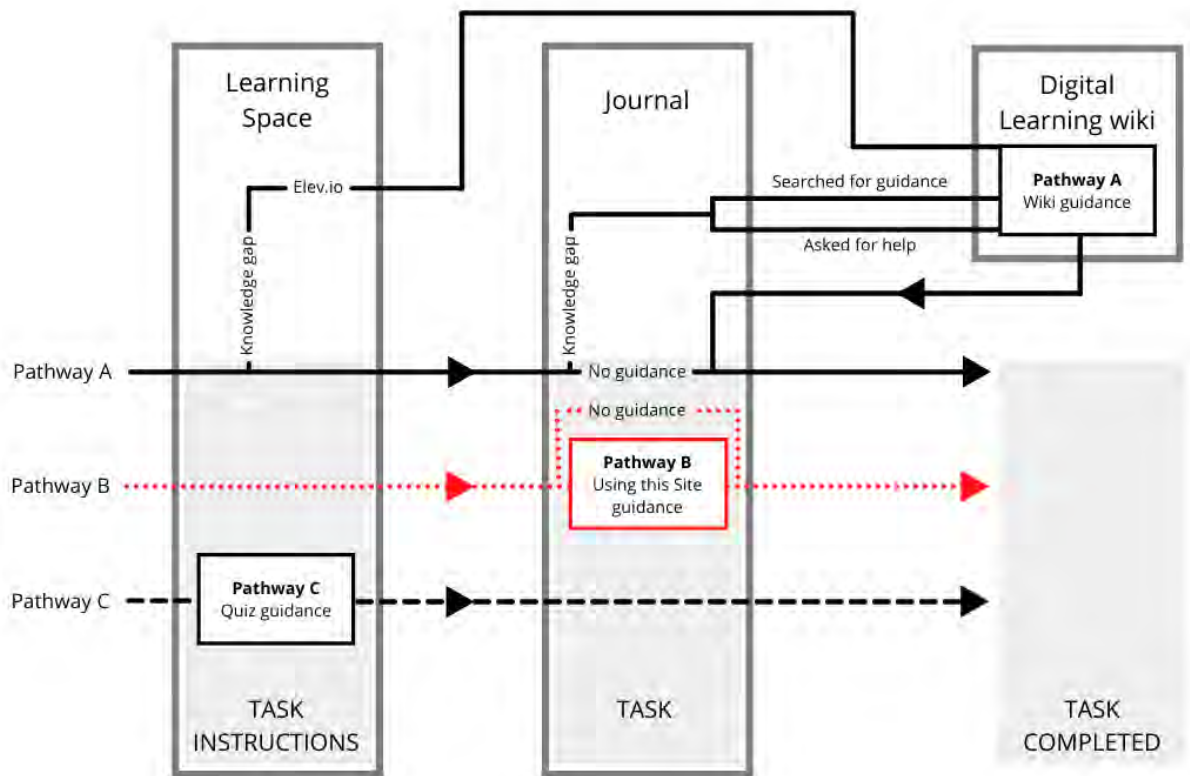 Learning
Space
Journal
Digital
Learning wiki
Elev.io
Searched for guidance
Pathway A
Wiki guidance
Asked for help
Knowledge gap
Knowledge gap
Pathway A
No guidance
No guidance
Pathway B
Pathway B
Using this Site
guidance
Pathway C
Pathway C
Quiz guidance
TASK
INSTRUCTIONS
TASK
TASK
COMPLETED